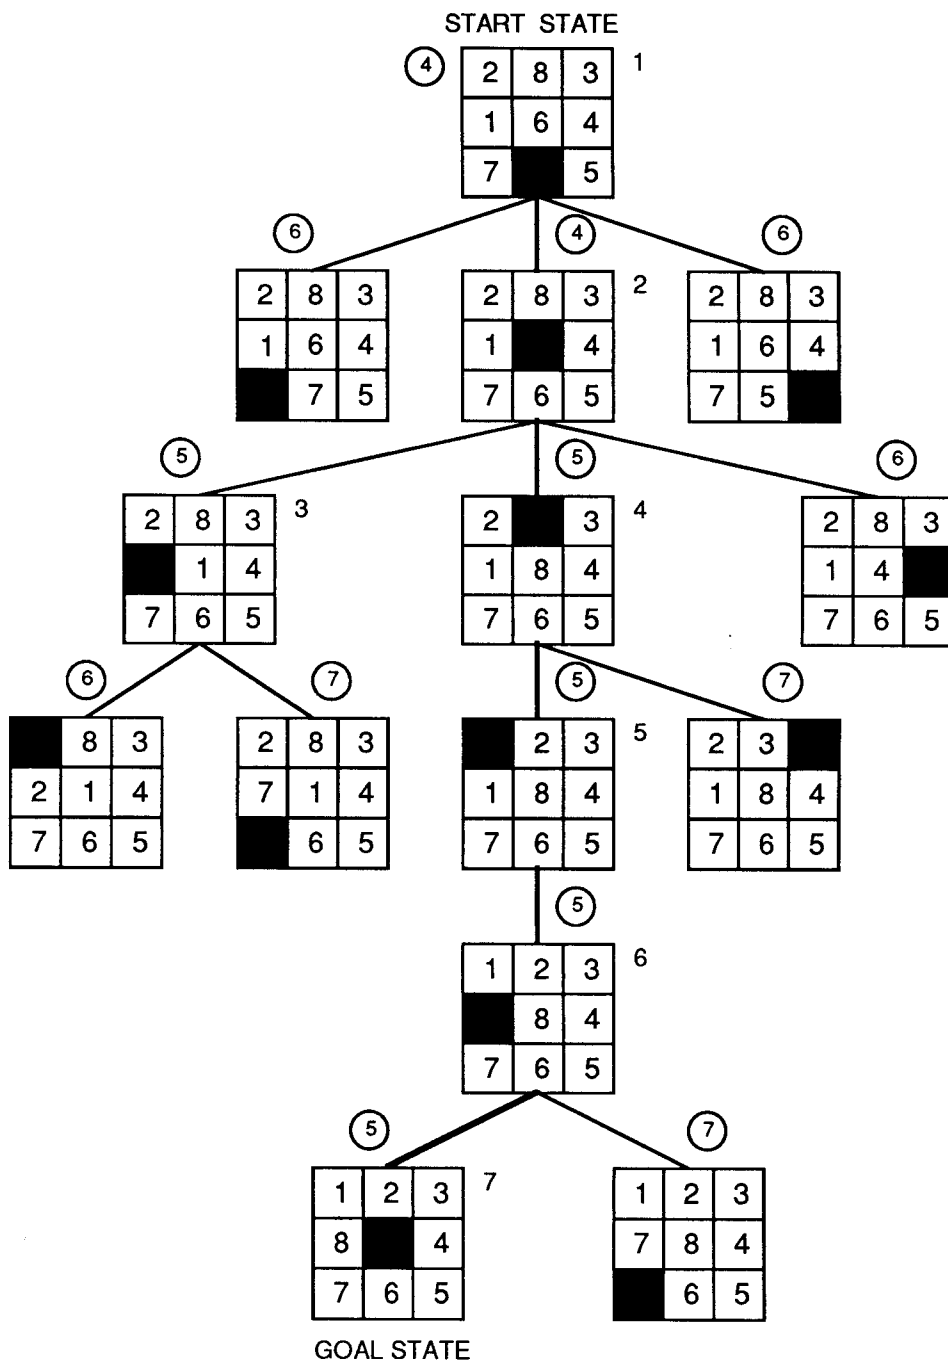 START STATE
4 2 8 3 1
1 6 4
7 5
6 4 6
2 8 3 2 8 3 2 2 8 3
1 6 4 1 4 1 6 4
7 5 7 6 5 7 5
5 5 6
2 8 3 3 2 3 4 2 8 3
1 4 1 8 4 1 4
7 6 5 7 6 5 7 6 5
6 7 5 7
8 3 2 8 3 2 3 5 2 3
2 1 4 7 1 4 1 8 4 1 8 4
7 6 5 6 5 7 6 5 7 6 5
5
1 2 3 6
8 4
7 6 5
5 7
1 2 3 7 1 2 3
8 4 7 8 4
7 6 5 6 5
GOAL STATE